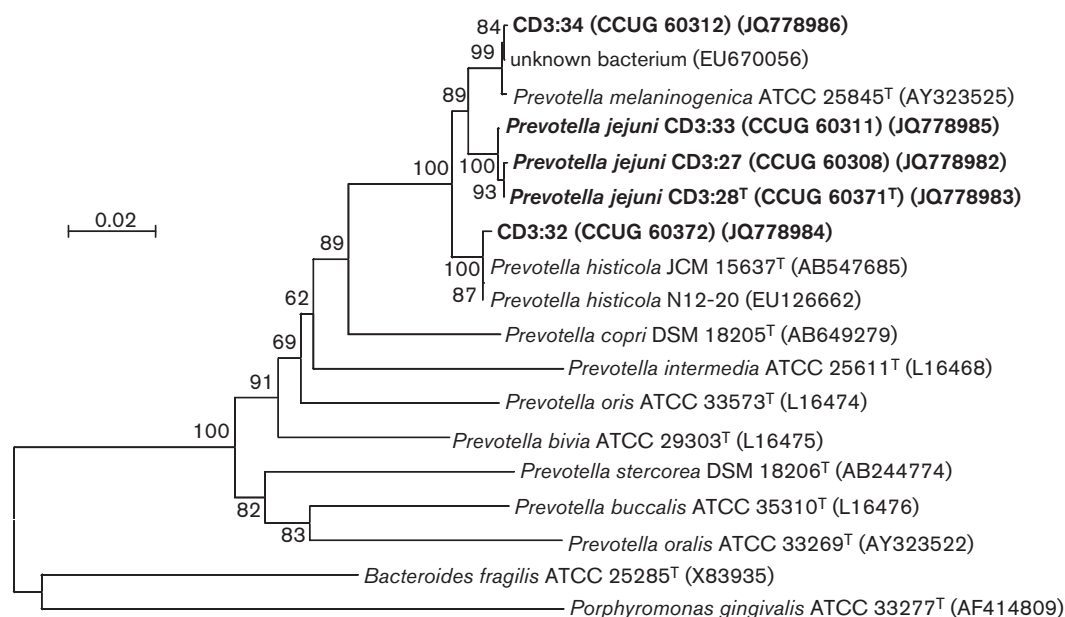 84
CD3:34 (CCUG 60312) (JQ778986)
99
unknown bacterium (EU670056)
89
Prevotella melaninogenica ATCC 25845ᵀ (AY323525)
Prevotella jejuni CD3:33 (CCUG 60311) (JQ778985)
100
100
Prevotella jejuni CD3:27 (CCUG 60308) (JQ778982)
93
Prevotella jejuni CD3:28ᵀ (CCUG 60371ᵀ) (JQ778983)
0.02
CD3:32 (CCUG 60372) (JQ778984)
89
100
Prevotella histicola JCM 15637ᵀ (AB547685)
87
Prevotella histicola N12-20 (EU126662)
62
Prevotella copri DSM 18205ᵀ (AB649279)
69
Prevotella intermedia ATCC 25611ᵀ (L16468)
91
Prevotella oris ATCC 33573ᵀ (L16474)
100
Prevotella bivia ATCC 29303ᵀ (L16475)
Prevotella stercorea DSM 18206ᵀ (AB244774)
82
Prevotella buccalis ATCC 35310ᵀ (L16476)
83
Prevotella oralis ATCC 33269ᵀ (AY323522)
Bacteroides fragilis ATCC 25285ᵀ (X83935)
Porphyromonas gingivalis ATCC 33277ᵀ (AF414809)